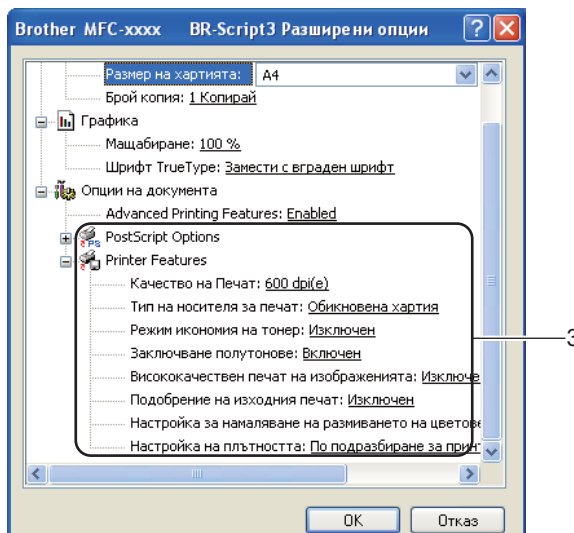 Brother MFC-xxxx BR-Script3 Разширени опции
Размер на хартията: A4
Брой копия: 1 Копирай
Графика
Мащабиране: 100 %
Шрифт TrueType: Замести с вграден шрифт
Опции на документа
Advanced Printing Features: Enabled
PostScript Options
Printer Features
Качество на Печат: 600 dpi(e)
Тип на носителя за печат: Обикновена хартия
Режим икономия на тонер: Изключен
Заключване полутонове: Включен
Висококачествен печат на изображенията: Изключе
Подобрение на изходния печат: Изключен
Настройка за намаляване на размиването на цветове
Настройка на плътността: По подразбиране за принт
3
OK Отказ